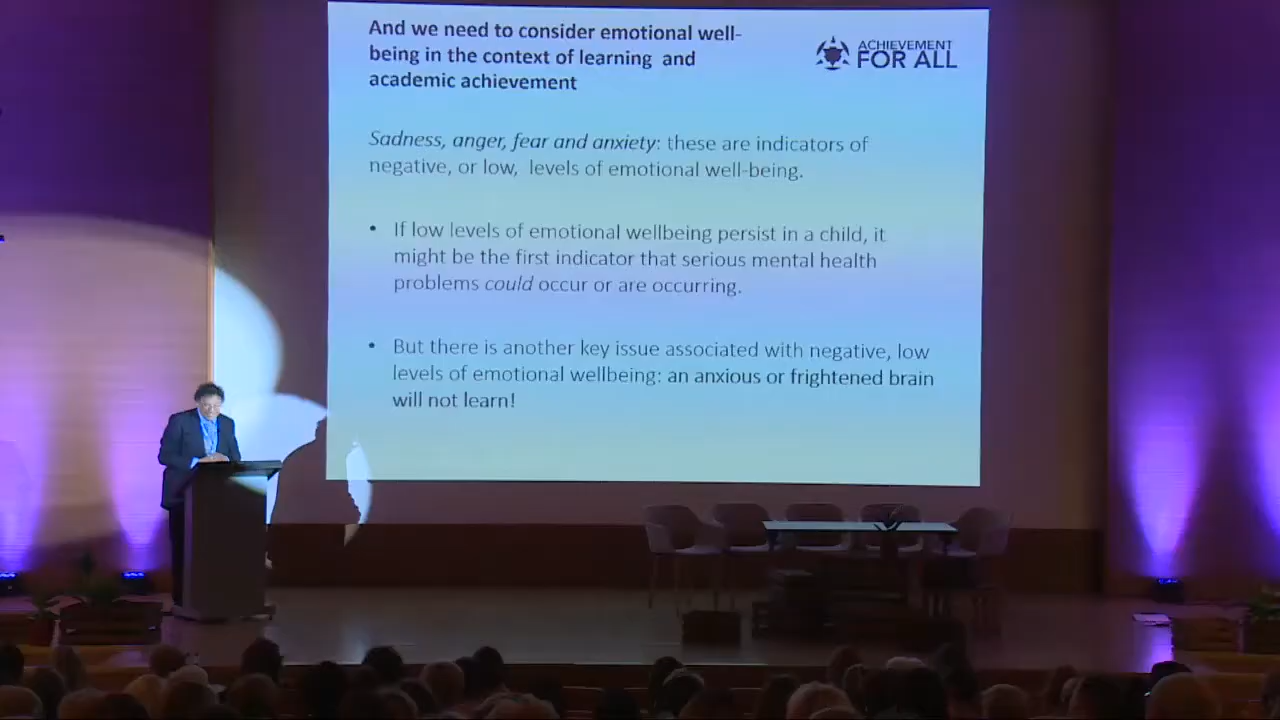 And we need to consider emotional well-
being in the context of learning and
academic achievement
ACHIEVEMENT
FOR ALL
Sadness, anger, fear and anxiety: these are indicators of
negative, or low, levels of emotional well-being.
• If low levels of emotional wellbeing persist in a child, it
might be the first indicator that serious mental health
problems could occur or are occurring.
• But there is another key issue associated with negative, low
levels of emotional wellbeing: an anxious or frightened brain
will not learn!